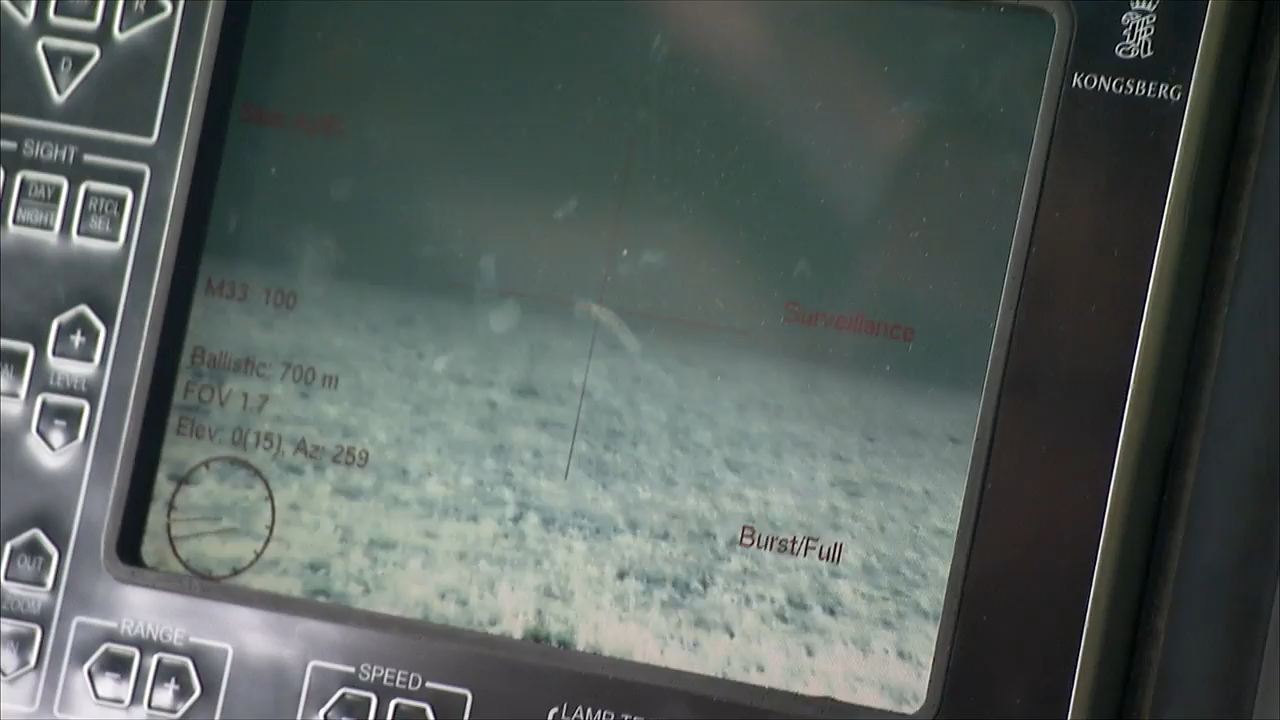 R
D
KONGSBERG
SIGHT
DAY
NIGHT
RTCL
SEL
M33 100
Surveillance
Ballistic: 700 m
FOV 1.7
Elev: 0(15), Az: 259
+
LEVEL
-
Burst/Full
OUT
ZOOM
RANGE
- +
SPEED